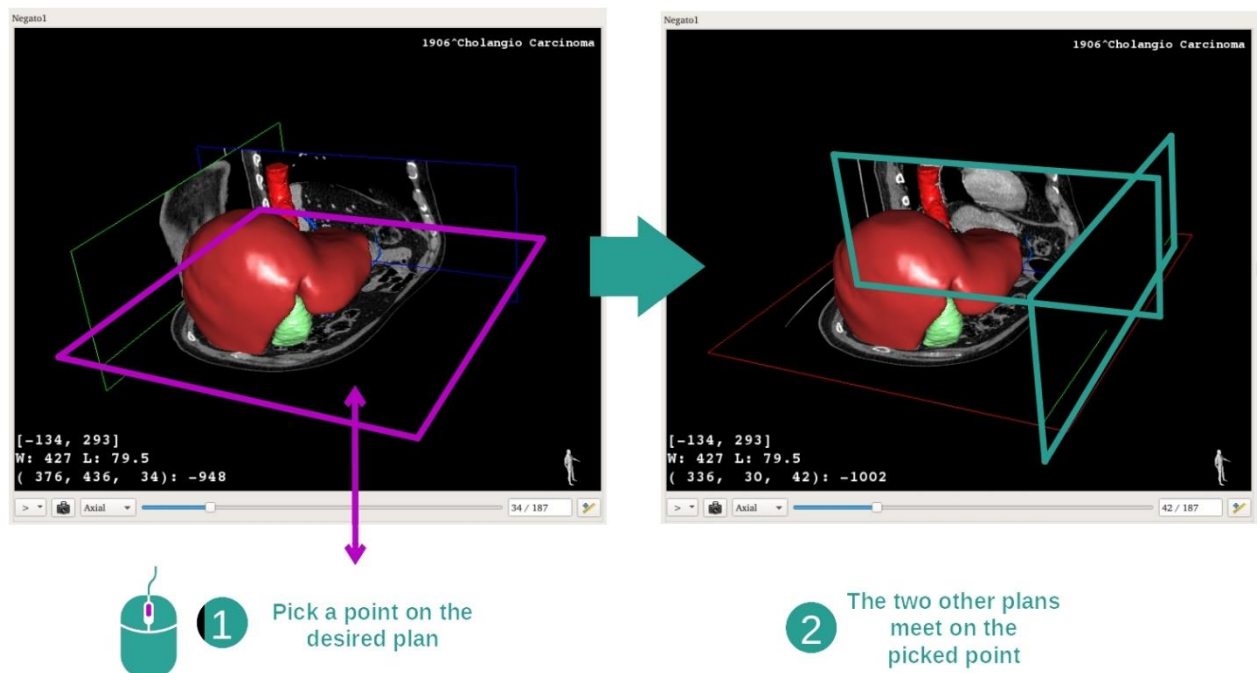 Negato1
1906^Cholangio Carcinoma
[-134, 293]
W: 427 L: 79.5
( 376, 436,  34): -948
> Axial 34 / 187
Negato1
1906^Cholangio Carcinoma
[-134, 293]
W: 427 L: 79.5
( 336,  30,  42): -1002
> Axial 42 / 187
1
Pick a point on the
desired plan
2
The two other plans
meet on the
picked point